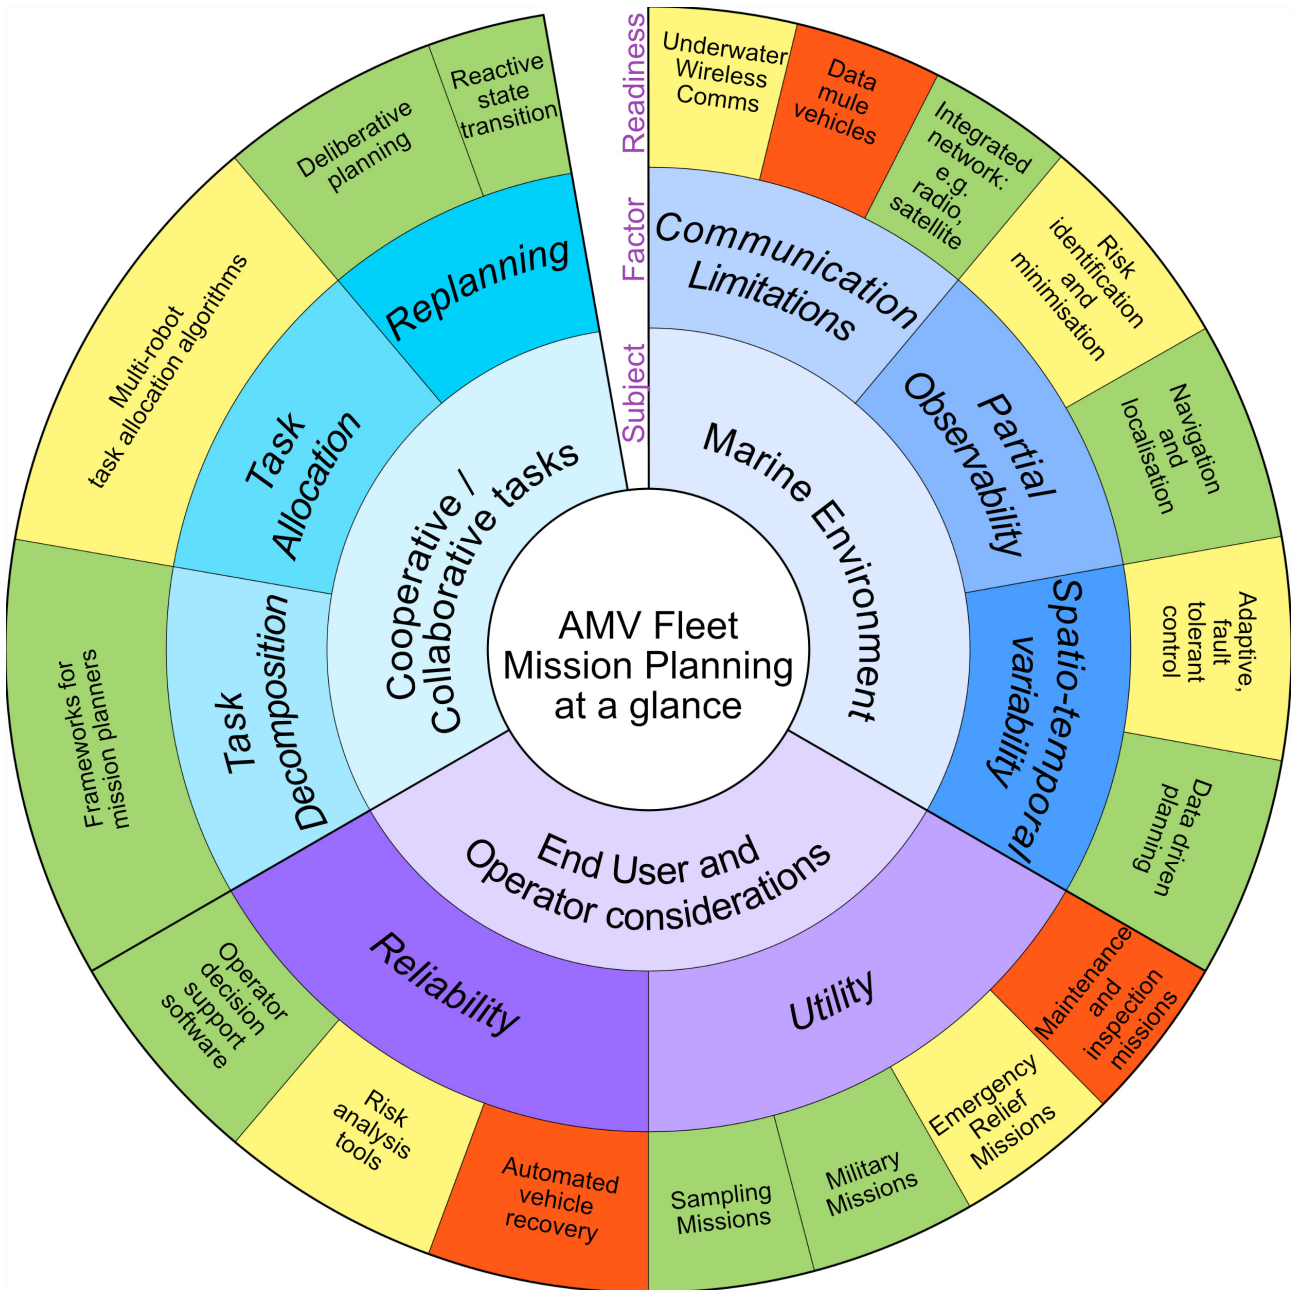 AMV Fleet
Mission Planning
at a glance
Readiness
Factor
Subject
Marine Environment
Communication
Limitations
Underwater
Wireless
Comms
Data
mule
vehicles
Integrated
network:
e.g.
radio,
satellite
Partial
Observability
Risk
identification
and
minimisation
Navigation
and
localisation
Spatio-temporal
variability
Adaptive,
fault
tolerant
control
Data driven
planning
End User and
Operator considerations
Utility
Maintenance
and
inspection
missions
Emergency
Relief
Missions
Military
Missions
Sampling
Missions
Reliability
Automated
vehicle
recovery
Risk
analysis
tools
Operator
decision
support
software
Cooperative /
Collaborative tasks
Task
Decomposition
Frameworks for
mission planners
Task
Allocation
Multi-robot
task allocation algorithms
Replanning
Deliberative
planning
Reactive
state
transition